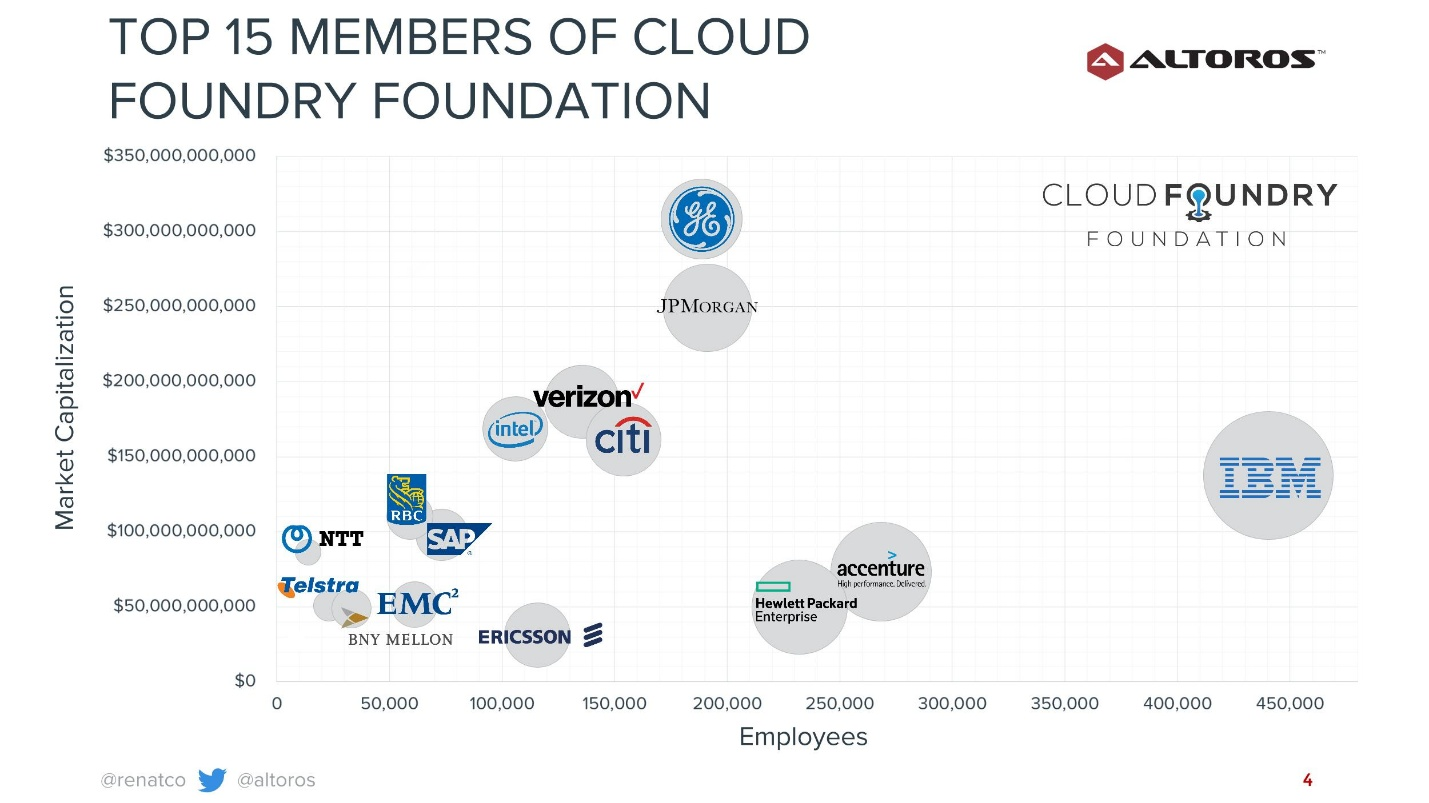 TOP 15 MEMBERS OF CLOUD
FOUNDRY FOUNDATION
ALTOROS™
Market Capitalization
$350,000,000,000
$300,000,000,000
$250,000,000,000
$200,000,000,000
$150,000,000,000
$100,000,000,000
$50,000,000,000
$0
CLOUD FOUNDRY
FOUNDATION
GE
JPMORGAN
verizon
intel
citi
IBM
RBC
SAP
NTT
Telstra
EMC²
BNY MELLON
ERICSSON
accenture
High performance. Delivered.
Hewlett Packard
Enterprise
0 50,000 100,000 150,000 200,000 250,000 300,000 350,000 400,000 450,000
Employees
@renatco @altoros
4